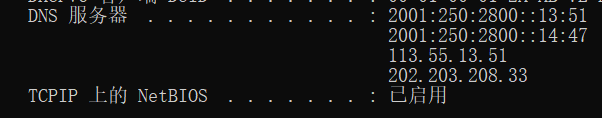 DNS 服务器 . . . . . . . . . . . : 2001:250:2800::13:51
2001:250:2800::14:47
113.55.13.51
202.203.208.33
TCPIP 上的 NetBIOS . . . . . . . : 已启用